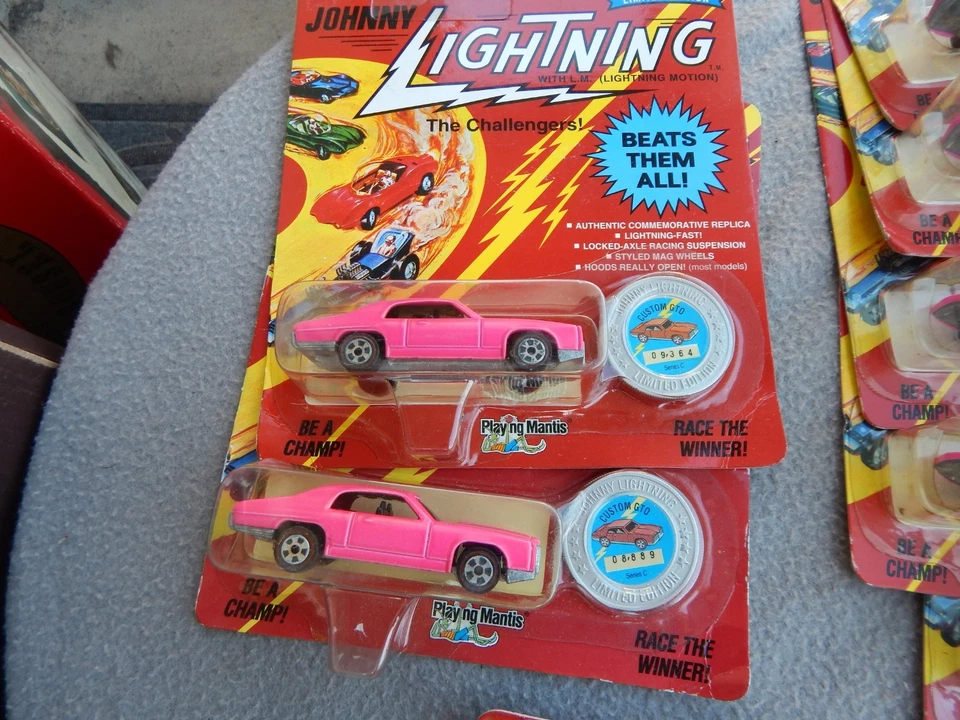 JOHNNY
LIGHTNING
T.M.
WITH L.M. (LIGHTNING MOTION)
The Challengers!
BEATS
THEM
ALL!
■ AUTHENTIC COMMEMORATIVE REPLICA
■ LIGHTNING-FAST!
■ LOCKED-AXLE RACING SUSPENSION
■ STYLED MAG WHEELS
■ HOODS REALLY OPEN! (most models)
JOHNNY LIGHTNING
CUSTOM GTO
09364
Series C
LIMITED EDITION
BE A
CHAMP!
Playing Mantis
RACE THE
WINNER!
JOHNNY LIGHTNING
CUSTOM GTO
08889
Series C
LIMITED EDITION
BE A
CHAMP!
Playing Mantis
RACE THE
WINNER!
BE
BE A
CHAMP
BE A
CHAMP!
BE A
CHAMP!